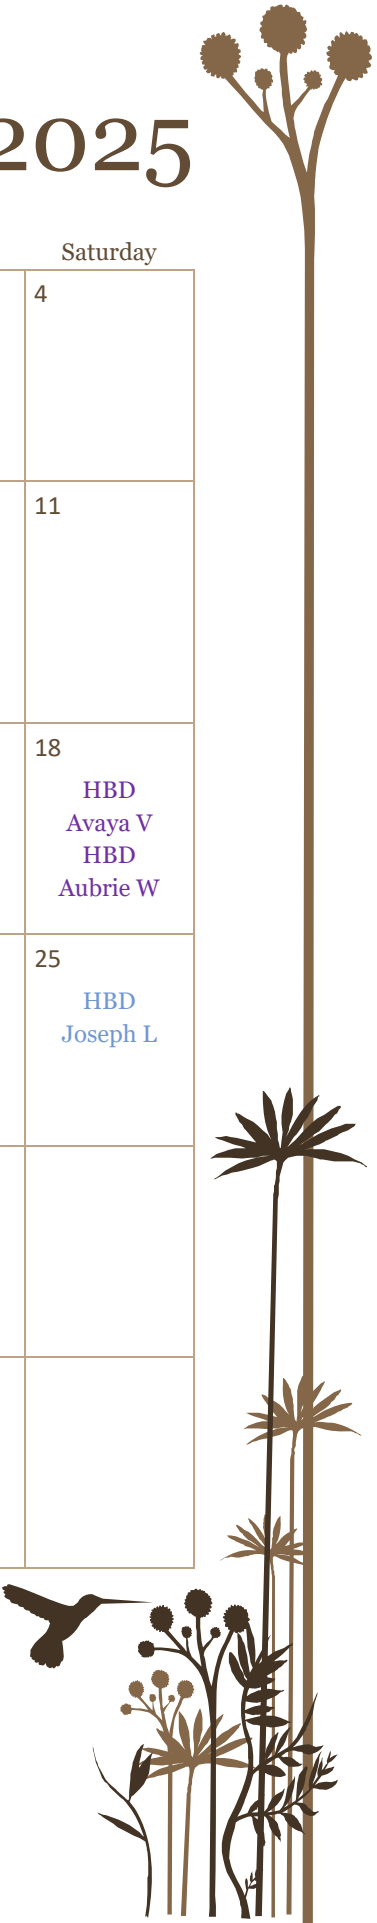 2025
Saturday
4
11
18
HBD
Avaya V
HBD
Aubrie W
25
HBD
Joseph L